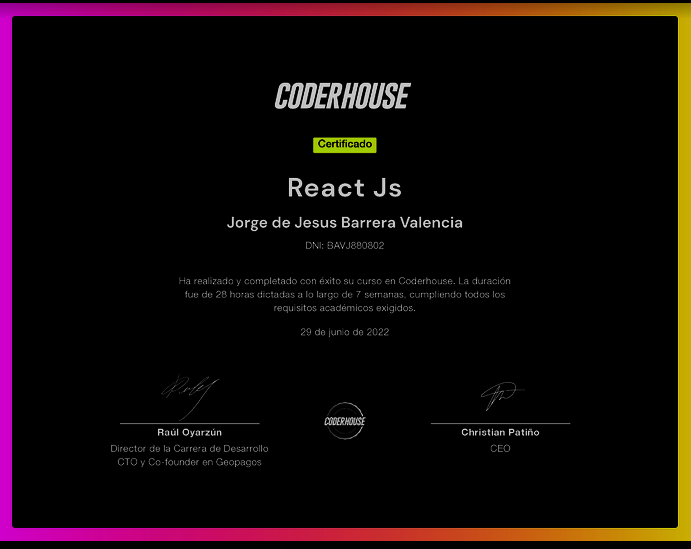 CODERHOUSE
Certificado
React Js
Jorge de Jesus Barrera Valencia
DNI: BAVJ880802
Ha realizado y completado con éxito su curso en Coderhouse. La duración
fue de 28 horas dictadas a lo largo de 7 semanas, cumpliendo todos los
requisitos académicos exigidos.
29 de junio de 2022
CODERHOUSE
Raúl Oyarzún
Director de la Carrera de Desarrollo
CTO y Co-founder en Geopagos
Christian Patiño
CEO